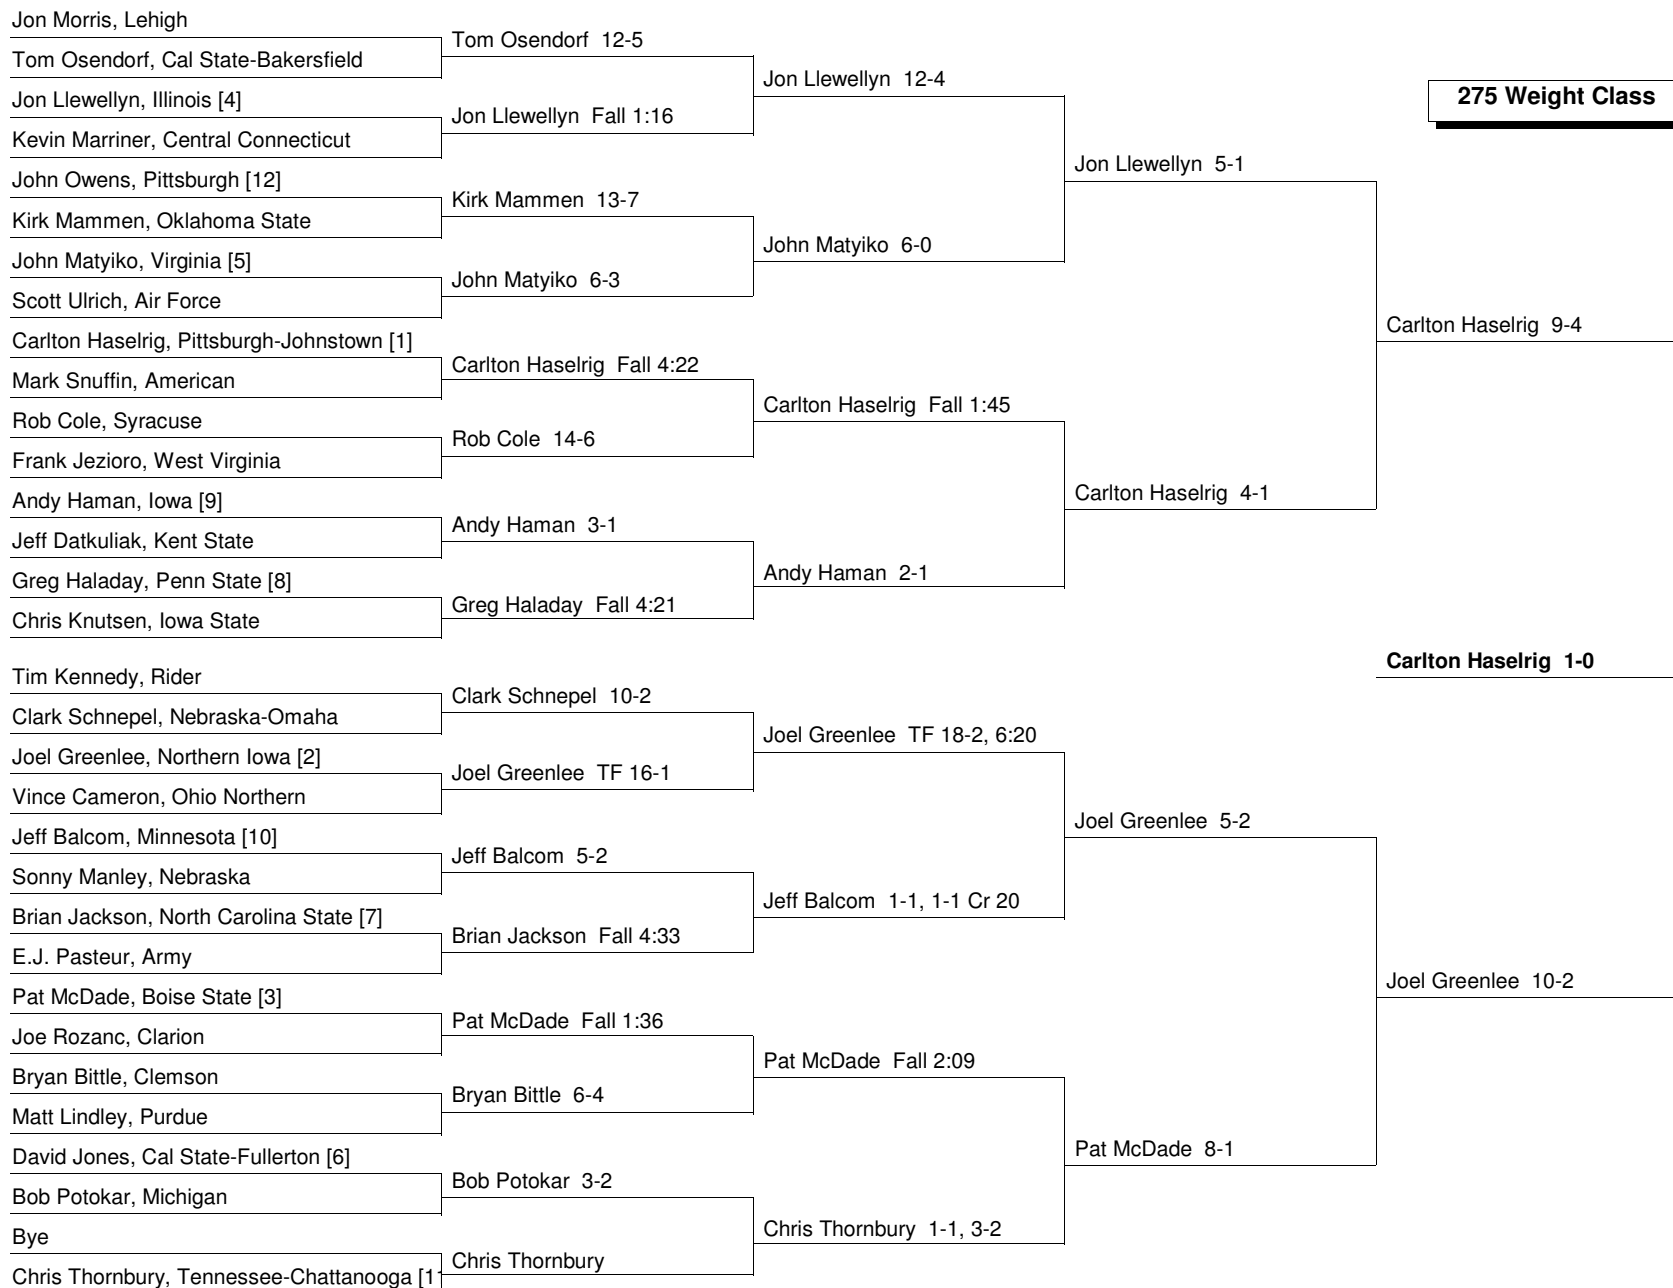 Jon Morris, Lehigh
Tom Osendorf, Cal State-Bakersfield
Jon Llewellyn, Illinois [4]
Kevin Marriner, Central Connecticut
John Owens, Pittsburgh [12]
Kirk Mammen, Oklahoma State
John Matyiko, Virginia [5]
Scott Ulrich, Air Force
Carlton Haselrig, Pittsburgh-Johnstown [1]
Mark Snuffin, American
Rob Cole, Syracuse
Frank Jezioro, West Virginia
Andy Haman, Iowa [9]
Jeff Datkuliak, Kent State
Greg Haladay, Penn State [8]
Chris Knutsen, Iowa State
Tim Kennedy, Rider
Clark Schnepel, Nebraska-Omaha
Joel Greenlee, Northern Iowa [2]
Vince Cameron, Ohio Northern
Jeff Balcom, Minnesota [10]
Sonny Manley, Nebraska
Brian Jackson, North Carolina State [7]
E.J. Pasteur, Army
Pat McDade, Boise State [3]
Joe Rozanc, Clarion
Bryan Bittle, Clemson
Matt Lindley, Purdue
David Jones, Cal State-Fullerton [6]
Bob Potokar, Michigan
Bye
Chris Thornbury, Tennessee-Chattanooga [1
Tom Osendorf 12-5
Jon Llewellyn Fall 1:16
Kirk Mammen 13-7
John Matyiko 6-3
Carlton Haselrig Fall 4:22
Rob Cole 14-6
Andy Haman 3-1
Greg Haladay Fall 4:21
Clark Schnepel 10-2
Joel Greenlee TF 16-1
Jeff Balcom 5-2
Brian Jackson Fall 4:33
Pat McDade Fall 1:36
Bryan Bittle 6-4
Bob Potokar 3-2
Chris Thornbury
Jon Llewellyn 12-4
John Matyiko 6-0
Carlton Haselrig Fall 1:45
Andy Haman 2-1
Joel Greenlee TF 18-2, 6:20
Jeff Balcom 1-1, 1-1 Cr 20
Pat McDade Fall 2:09
Chris Thornbury 1-1, 3-2
Jon Llewellyn 5-1
Carlton Haselrig 4-1
Joel Greenlee 5-2
Pat McDade 8-1
275 Weight Class
Carlton Haselrig 9-4
Carlton Haselrig 1-0
Joel Greenlee 10-2